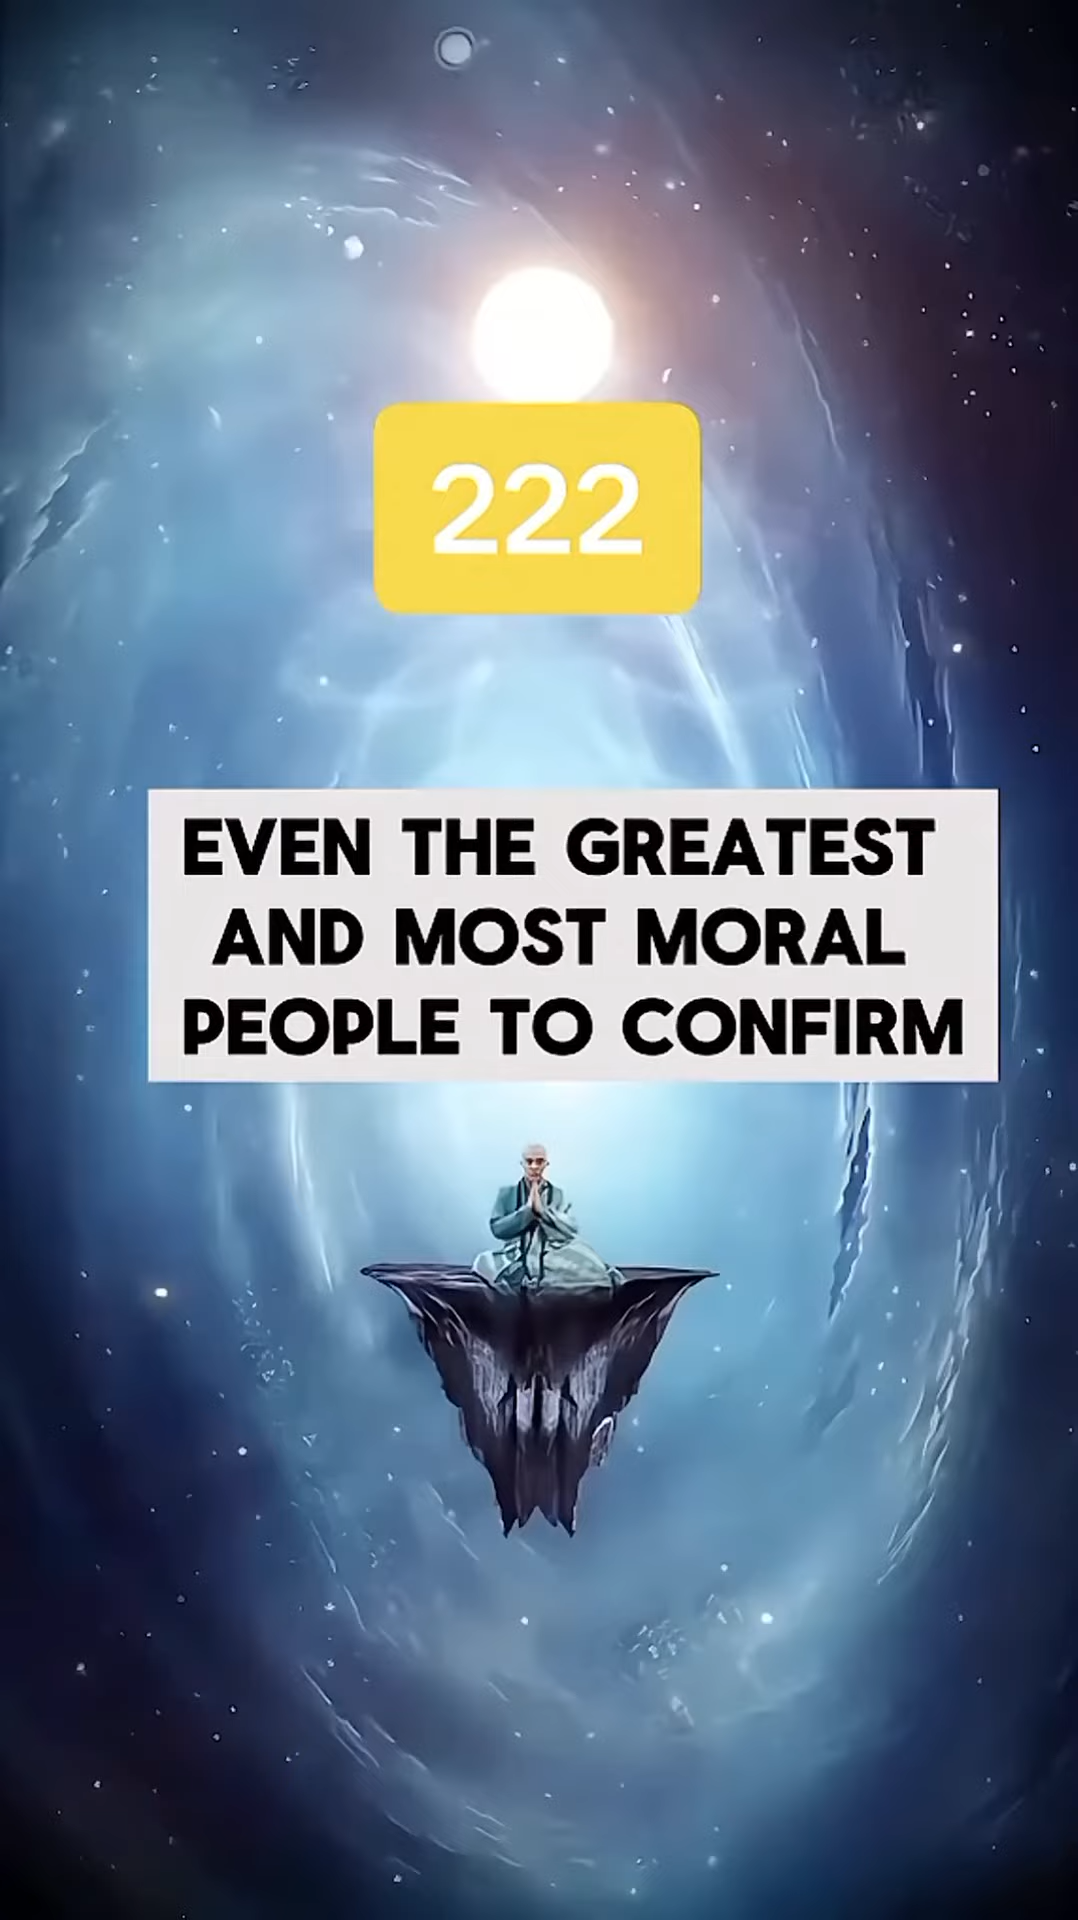 222
EVEN THE GREATEST
AND MOST MORAL
PEOPLE TO CONFIRM